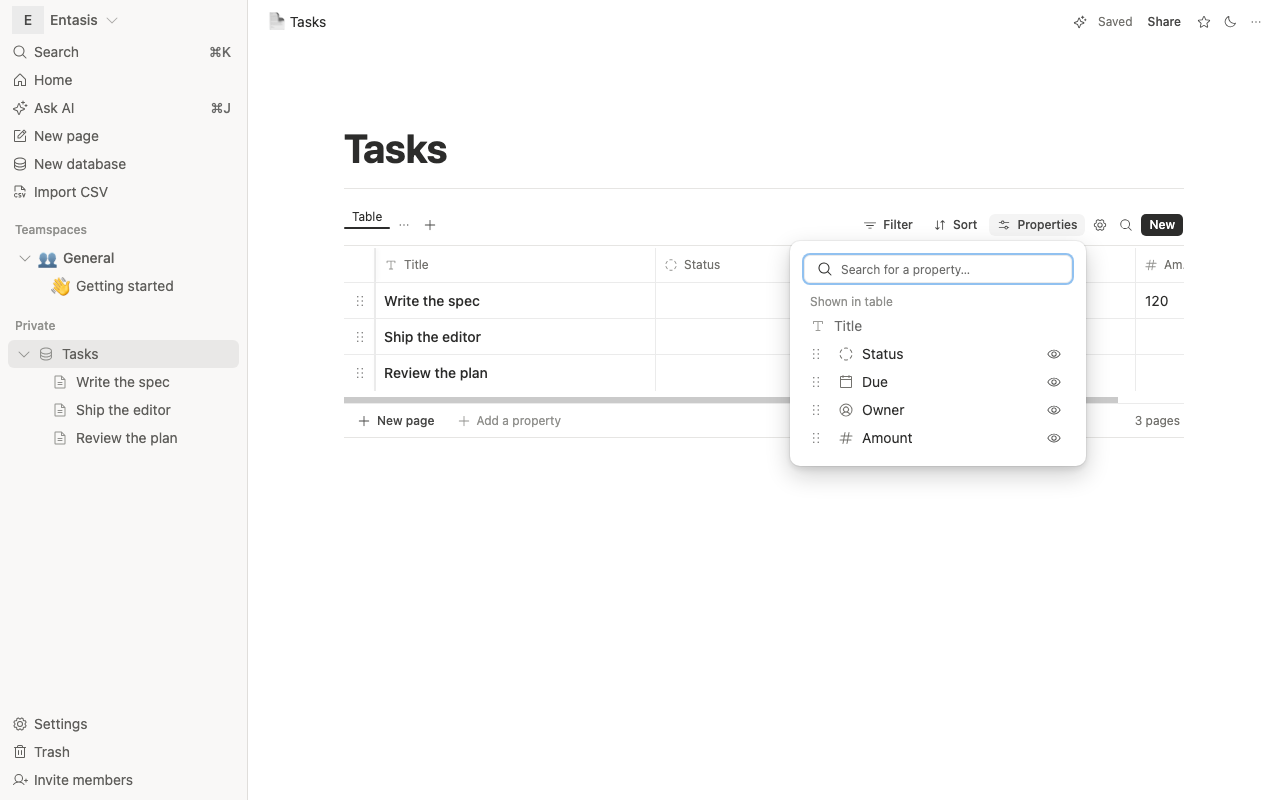 E Entasis
Search ⌘K
Home
Ask AI ⌘J
New page
New database
Import CSV
Teamspaces
General
Getting started
Private
Tasks
Write the spec
Ship the editor
Review the plan
Settings
Trash
Invite members
Tasks
Saved Share
Tasks
Table
Filter Sort Properties New
Title Status Am.
Write the spec 120
Ship the editor
Review the plan
New page Add a property 3 pages
Search for a property...
Shown in table
Title
Status
Due
Owner
Amount